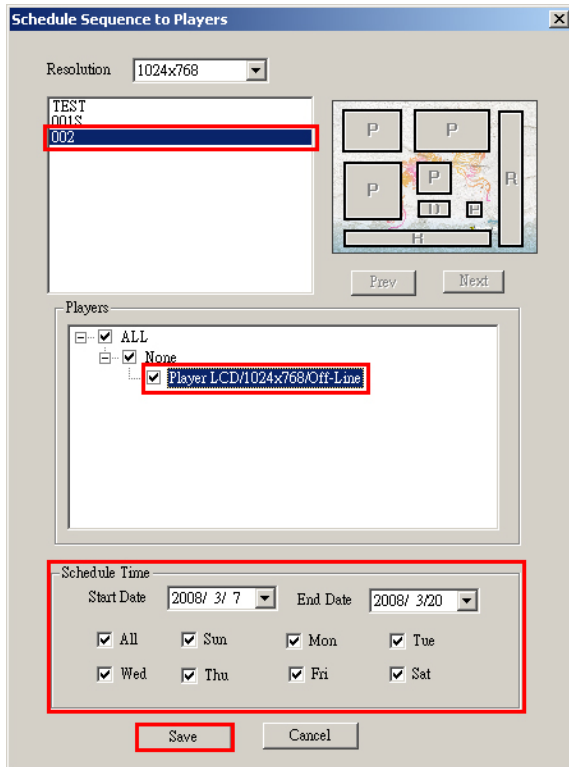 Schedule Sequence to Players
Resolution 1024x768
TEST
001S
002
P P
P P R
D P
R
Prev Next
Players
ALL
None
Player LCD/1024x768/Off-Line
Schedule Time
Start Date 2008/ 3/ 7 End Date 2008/ 3/20
All Sun Mon Tue
Wed Thu Fri Sat
Save Cancel